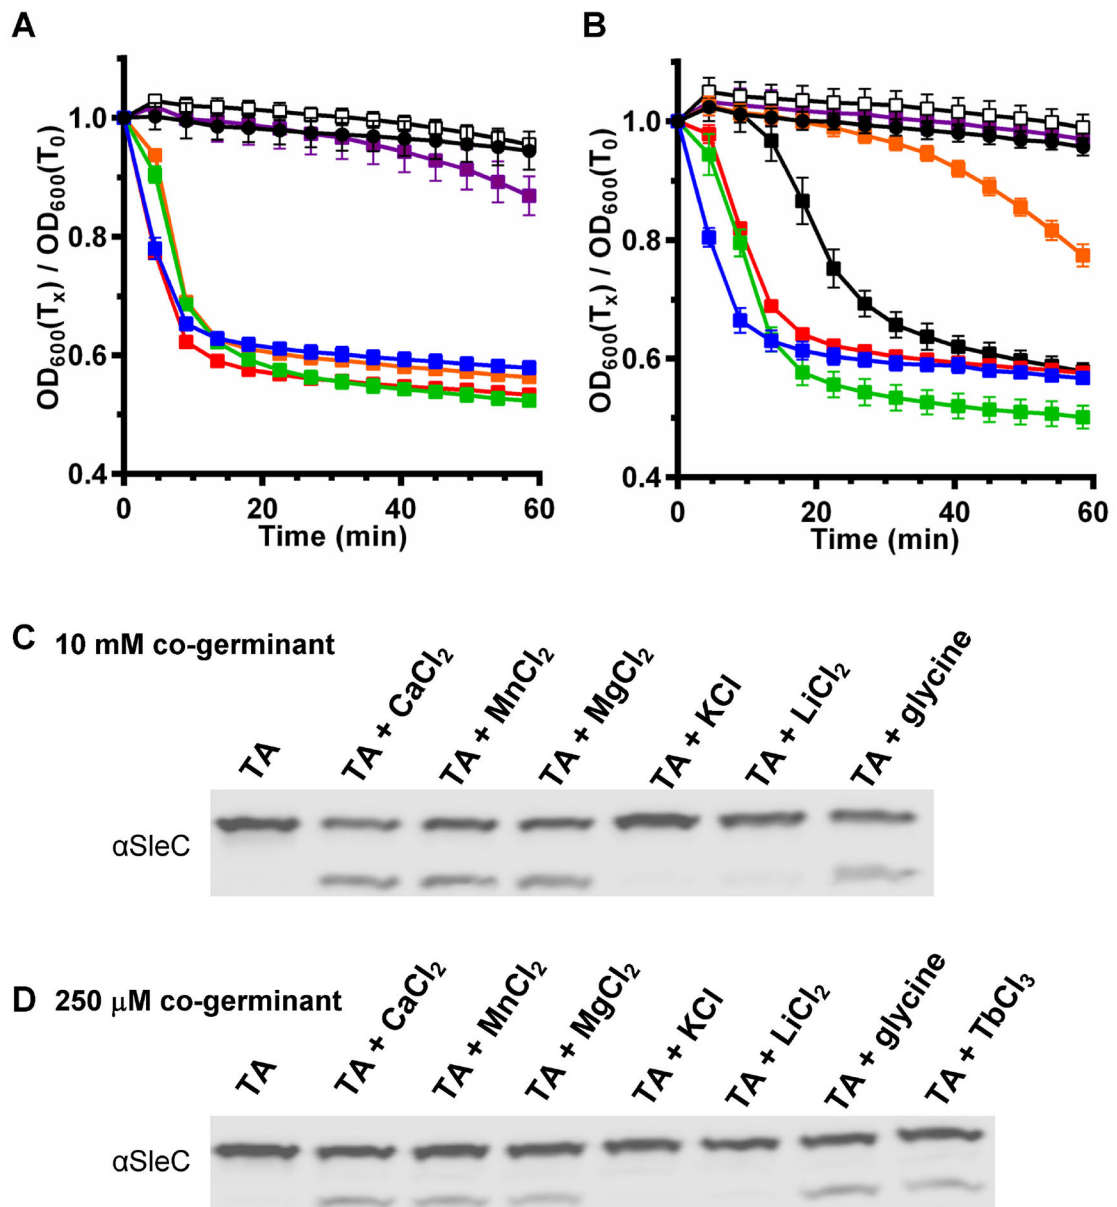 A
B
OD600(Tx) / OD600(T0)
1.0
0.8
0.6
0.4
0
20
40
60
Time (min)
OD600(Tx) / OD600(T0)
1.0
0.8
0.6
0.4
0
20
40
60
Time (min)
C 10 mM co-germinant
TA
TA + CaCl2
TA + MnCl2
TA + MgCl2
TA + KCl
TA + LiCl2
TA + glycine
αSleC
D 250 μM co-germinant
TA
TA + CaCl2
TA + MnCl2
TA + MgCl2
TA + KCl
TA + LiCl2
TA + glycine
TA + TbCl3
αSleC